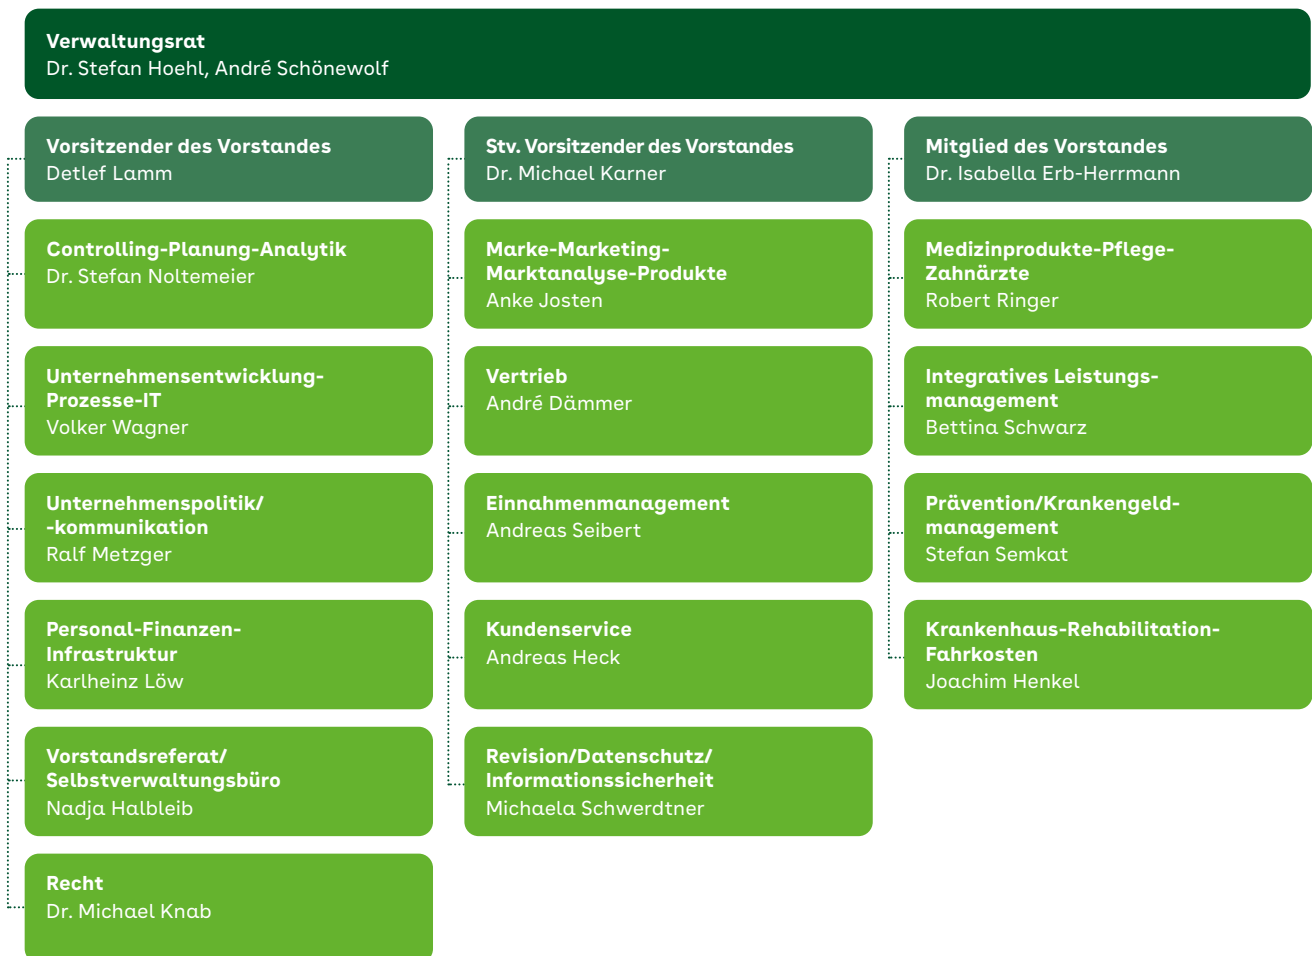 Verwaltungsrat
Dr. Stefan Hoehl, André Schönewolf
Vorsitzender des Vorstandes
Detlef Lamm
Controlling-Planung-Analytik
Dr. Stefan Noltemeier
Unternehmensentwicklung-
Prozesse-IT
Volker Wagner
Unternehmenspolitik/
-kommunikation
Ralf Metzger
Personal-Finanzen-
Infrastruktur
Karlheinz Löw
Vorstandsreferat/
Selbstverwaltungsbüro
Nadja Halbleib
Recht
Dr. Michael Knab
Stv. Vorsitzender des Vorstandes
Dr. Michael Karner
Marke-Marketing-
Marktanalyse-Produkte
Anke Josten
Vertrieb
André Dämmer
Einnahmenmanagement
Andreas Seibert
Kundenservice
Andreas Heck
Revision/Datenschutz/
Informationssicherheit
Michaela Schwerdtner
Mitglied des Vorstandes
Dr. Isabella Erb-Herrmann
Medizinprodukte-Pflege-
Zahnärzte
Robert Ringer
Integratives Leistungs-
management
Bettina Schwarz
Prävention/Krankengeld-
management
Stefan Semkat
Krankenhaus-Rehabilitation-
Fahrkosten
Joachim Henkel